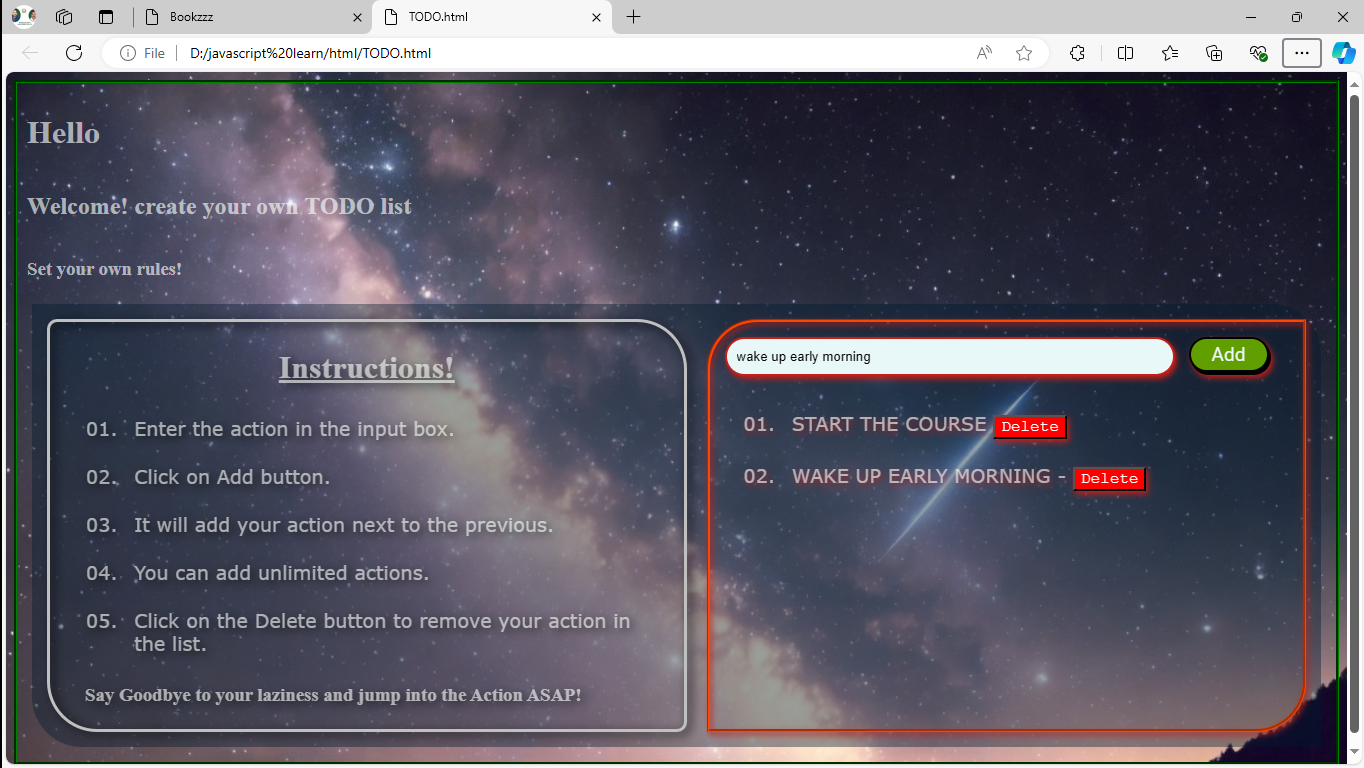 Bookzzz
TODO.html
File
D:/javascript%20learn/html/TODO.html
Hello
Welcome! create your own TODO list
Set your own rules!
Instructions!
01. Enter the action in the input box.
02. Click on Add button.
03. It will add your action next to the previous.
04. You can add unlimited actions.
05. Click on the Delete button to remove your action in
the list.
Say Goodbye to your laziness and jump into the Action ASAP!
wake up early morning
Add
01. START THE COURSE Delete
02. WAKE UP EARLY MORNING - Delete